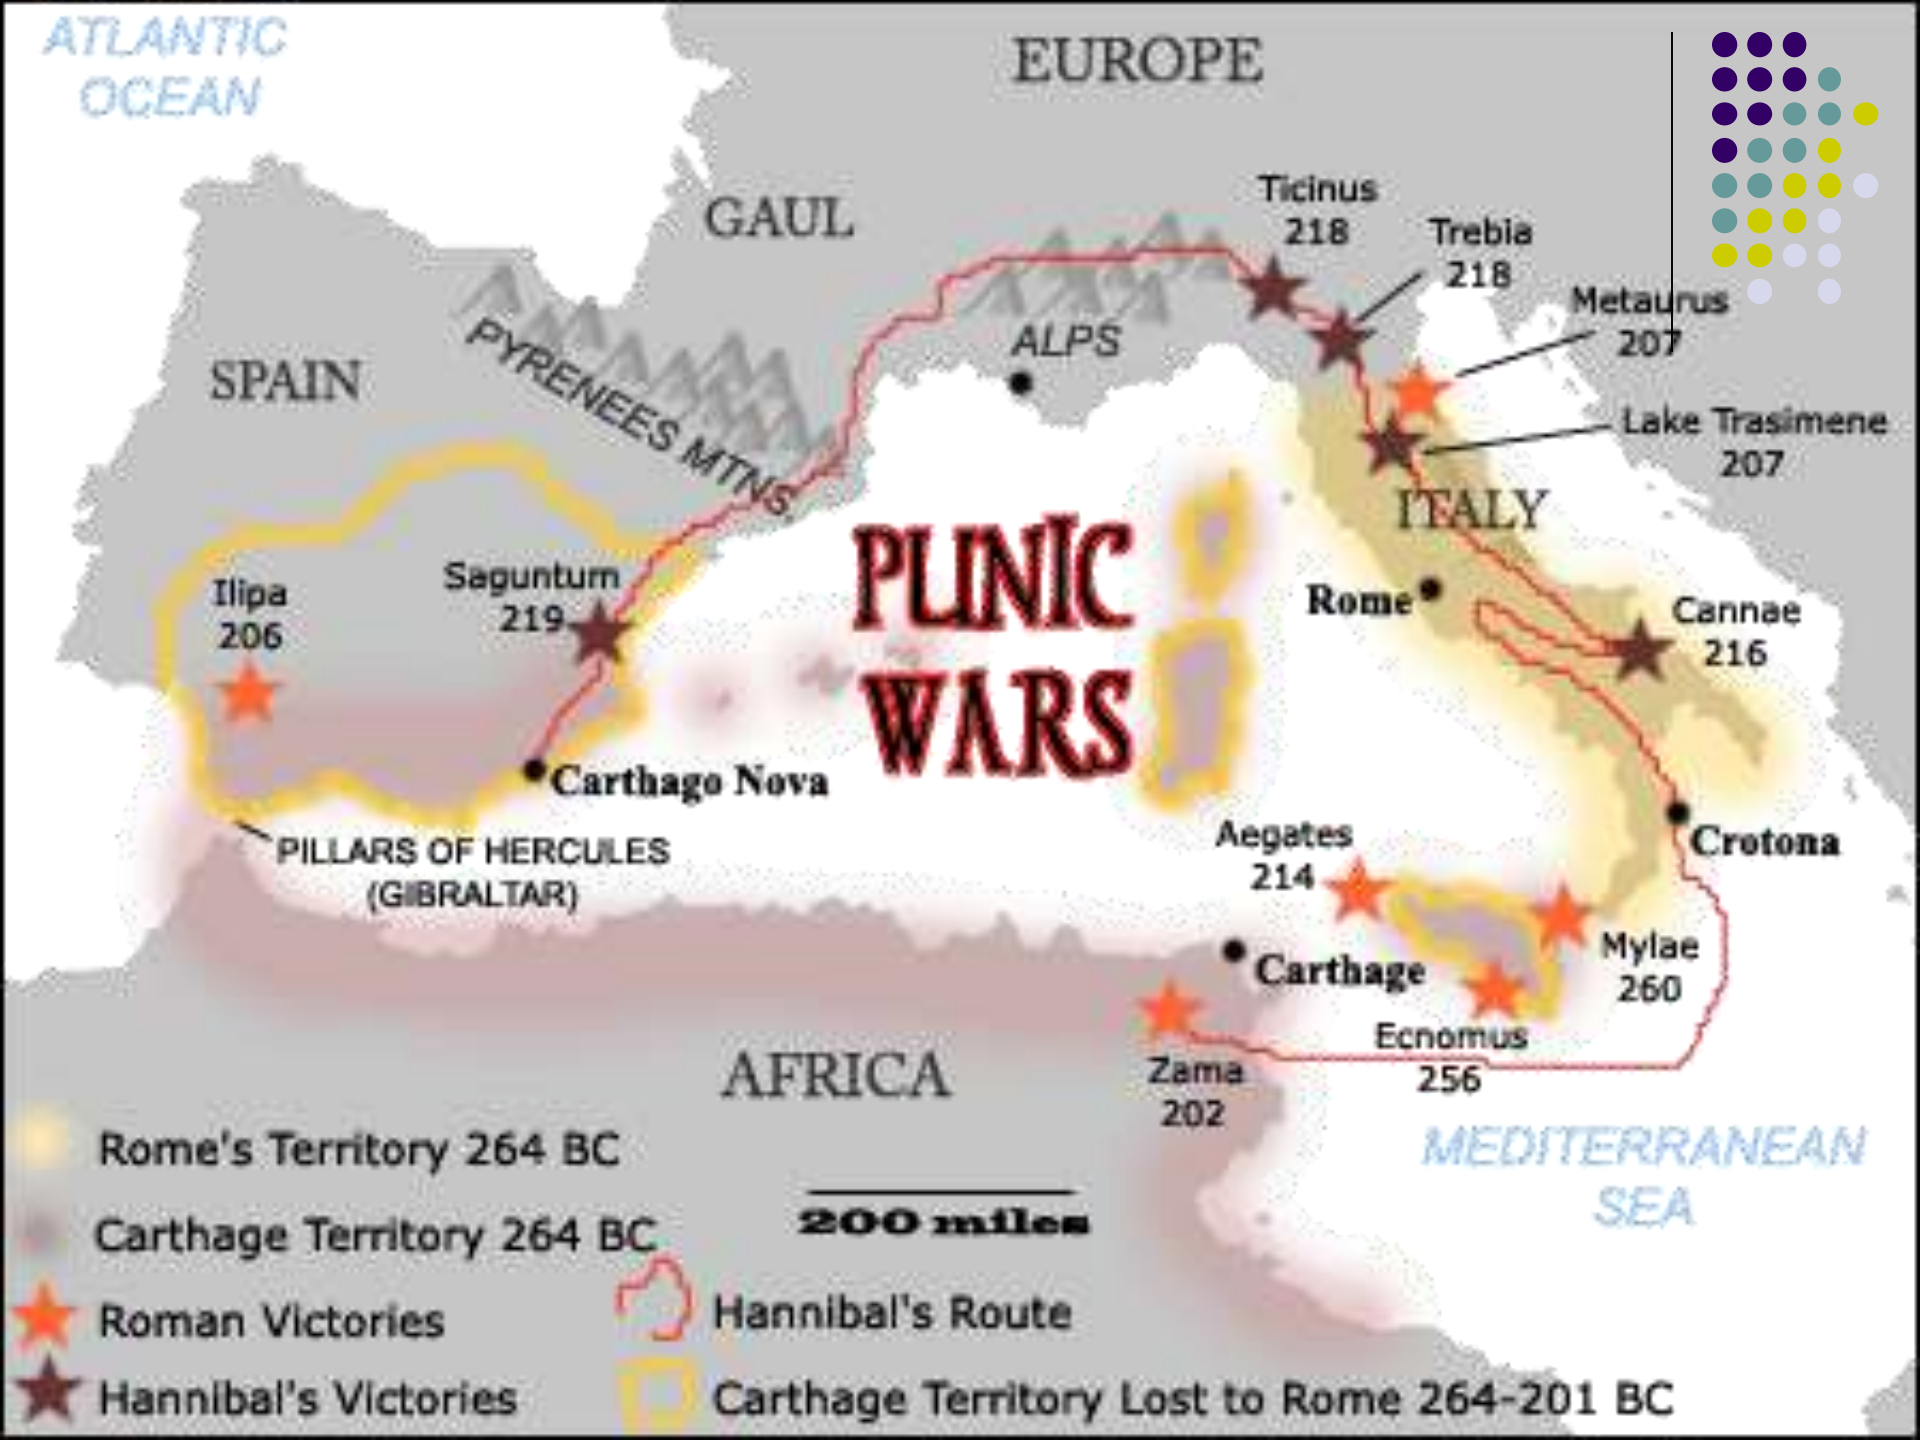 ATLANTIC
OCEAN
EUROPE
GAUL
Ticinus
218
Trebia
218
Metaurus
207
ALPS
PYRENEES MTNS.
SPAIN
Lake Trasimene
207
ITALY
PUNIC
WARS
Ilipa
206
Saguntum
219
Rome
Cannae
216
Carthago Nova
PILLARS OF HERCULES
(GIBRALTAR)
Aegates
214
Crotona
Carthage
Mylae
260
Ecnomus
256
Zama
202
AFRICA
MEDITERRANEAN
SEA
Rome's Territory 264 BC
Carthage Territory 264 BC
200 miles
Roman Victories
Hannibal's Route
Hannibal's Victories
Carthage Territory Lost to Rome 264-201 BC